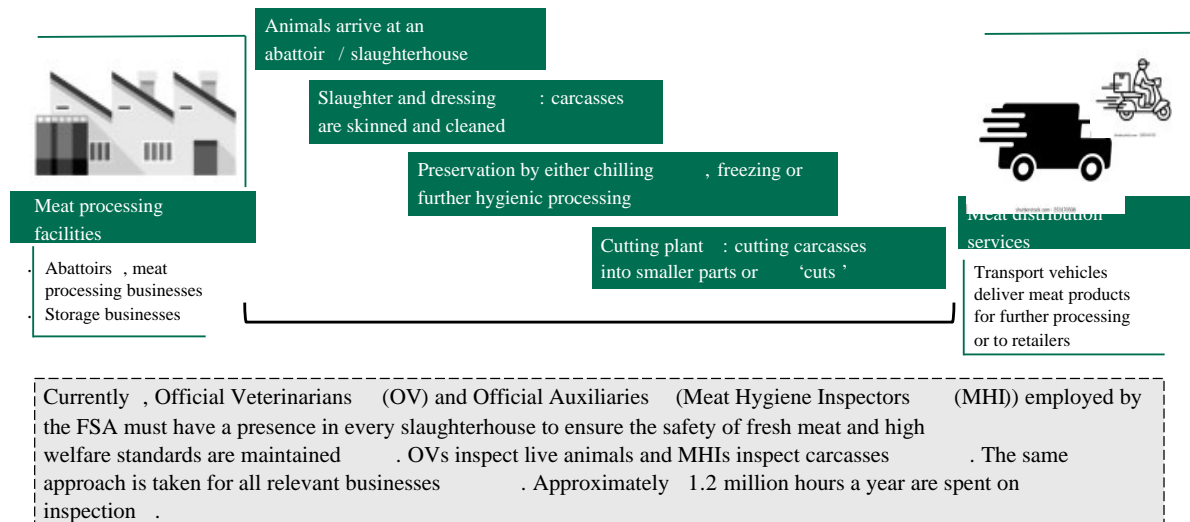 Animals arrive at an
abattoir / slaughterhouse
Slaughter and dressing : carcasses
are skinned and cleaned
Preservation by either chilling , freezing or
further hygienic processing
Cutting plant : cutting carcasses
into smaller parts or ‘cuts ’
Meat processing
facilities
. Abattoirs , meat
processing businesses
. Storage businesses
Meat distribution
services
Transport vehicles
deliver meat products
for further processing
or to retailers
Currently , Official Veterinarians (OV) and Official Auxiliaries (Meat Hygiene Inspectors (MHI)) employed by
the FSA must have a presence in every slaughterhouse to ensure the safety of fresh meat and high
welfare standards are maintained . OVs inspect live animals and MHIs inspect carcasses . The same
approach is taken for all relevant businesses . Approximately 1.2 million hours a year are spent on
inspection .